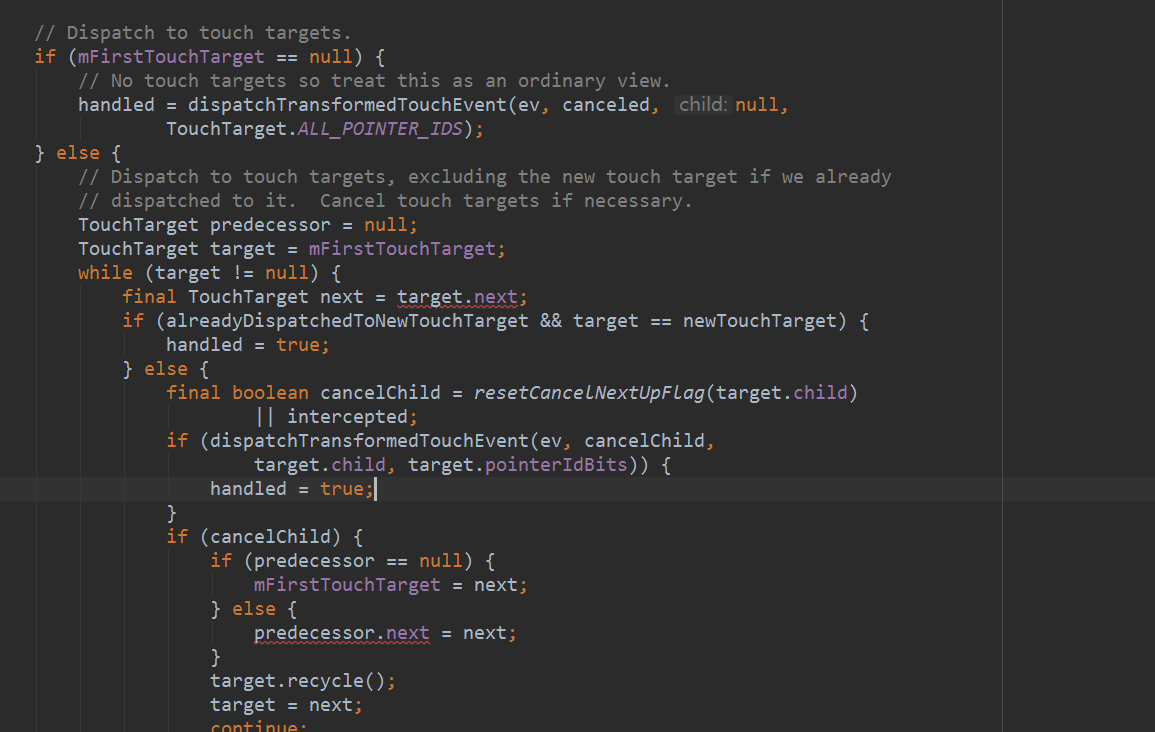 // Dispatch to touch targets.
if (mFirstTouchTarget == null) {
// No touch targets so treat this as an ordinary view.
handled = dispatchTransformedTouchEvent(ev, canceled, child: null,
TouchTarget.ALL_POINTER_IDS);
} else {
// Dispatch to touch targets, excluding the new touch target if we already
// dispatched to it.  Cancel touch targets if necessary.
TouchTarget predecessor = null;
TouchTarget target = mFirstTouchTarget;
while (target != null) {
final TouchTarget next = target.next;
if (alreadyDispatchedToNewTouchTarget && target == newTouchTarget) {
handled = true;
} else {
final boolean cancelChild = resetCancelNextUpFlag(target.child)
|| intercepted;
if (dispatchTransformedTouchEvent(ev, cancelChild,
target.child, target.pointerIdBits)) {
handled = true;
}
if (cancelChild) {
if (predecessor == null) {
mFirstTouchTarget = next;
} else {
predecessor.next = next;
}
target.recycle();
target = next;
continue;